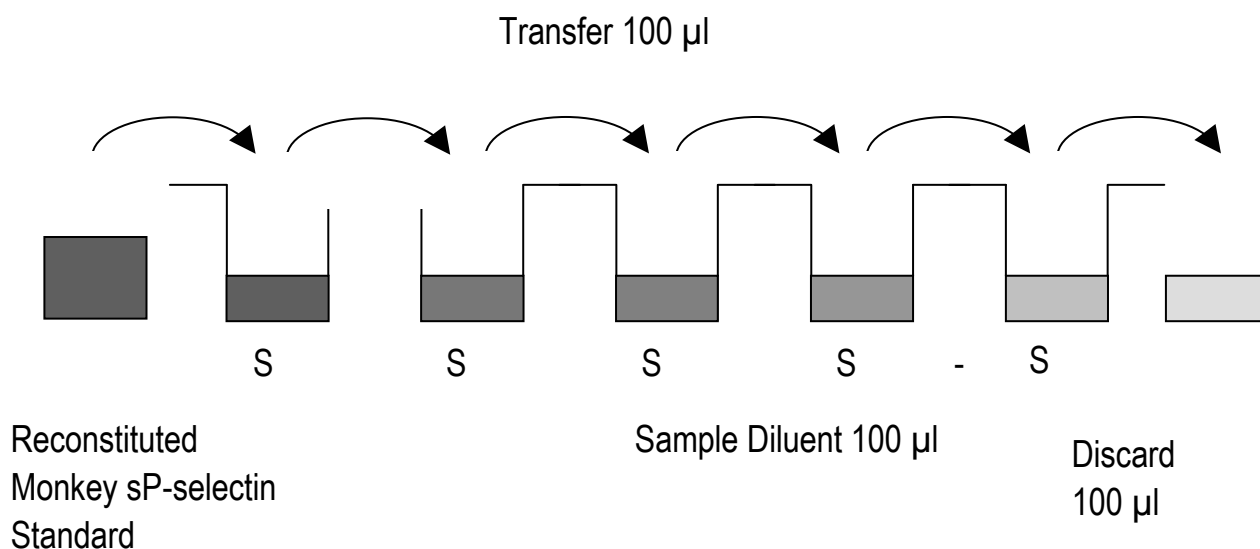 Transfer 100 µl
S S S S - S
Reconstituted
Monkey sP-selectin
Standard
Sample Diluent 100 µl
Discard
100 µl